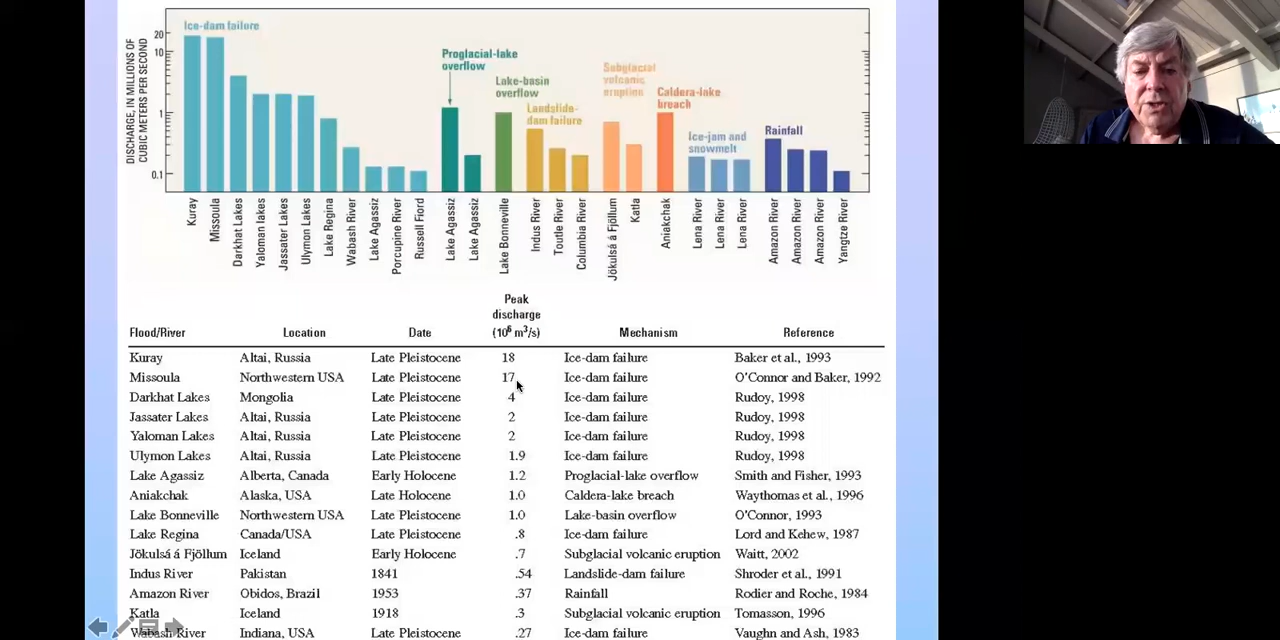 Ice-dam failure
Proglacial-lake
overflow
Lake-basin
overflow
Landslide-
dam failure
Subglacial
volcanic
eruption
Caldera-lake
breach
Ice-jam and
snowmelt
Rainfall
DISCHARGE, IN MILLIONS OF
CUBIC METERS PER SECOND
20
10
1
0.1
Kuray
Missoula
Darkhat Lakes
Yaloman lakes
Jassater Lakes
Ulymon Lakes
Lake Regina
Wabash River
Lake Agassiz
Porcupine River
Russell Fiord
Lake Agassiz
Lake Agassiz
Lake Bonneville
Indus River
Toutle River
Columbia River
Jökulsá á Fjöllum
Katla
Aniakchak
Lena River
Lena River
Lena River
Amazon River
Amazon River
Amazon River
Yangtze River
Peak
discharge
Flood/River Location Date (10⁶ m³/s) Mechanism Reference
Kuray Altai, Russia Late Pleistocene 18 Ice-dam failure Baker et al., 1993
Missoula Northwestern USA Late Pleistocene 17 Ice-dam failure O'Connor and Baker, 1992
Darkhat Lakes Mongolia Late Pleistocene 4 Ice-dam failure Rudoy, 1998
Jassater Lakes Altai, Russia Late Pleistocene 2 Ice-dam failure Rudoy, 1998
Yaloman Lakes Altai, Russia Late Pleistocene 2 Ice-dam failure Rudoy, 1998
Ulymon Lakes Altai, Russia Late Pleistocene 1.9 Ice-dam failure Rudoy, 1998
Lake Agassiz Alberta, Canada Early Holocene 1.2 Proglacial-lake overflow Smith and Fisher, 1993
Aniakchak Alaska, USA Late Holocene 1.0 Caldera-lake breach Waythomas et al., 1996
Lake Bonneville Northwestern USA Late Pleistocene 1.0 Lake-basin overflow O'Connor, 1993
Lake Regina Canada/USA Late Pleistocene .8 Ice-dam failure Lord and Kehew, 1987
Jökulsá á Fjöllum Iceland Early Holocene .7 Subglacial volcanic eruption Waitt, 2002
Indus River Pakistan 1841 .54 Landslide-dam failure Shroder et al., 1991
Amazon River Obidos, Brazil 1953 .37 Rainfall Rodier and Roche, 1984
Katla Iceland 1918 .3 Subglacial volcanic eruption Tomasson, 1996
Wabash River Indiana, USA Late Pleistocene .27 Ice-dam failure Vaughn and Ash, 1983